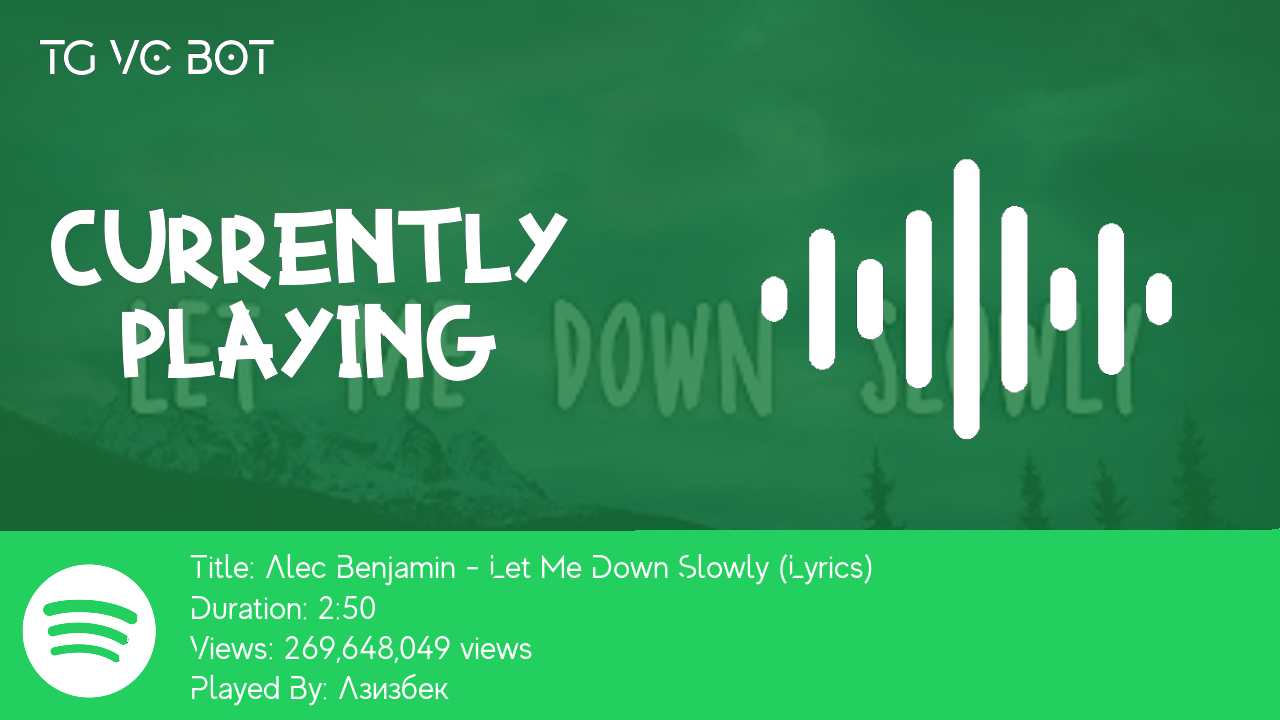 TG VC BOT
CURRENTLY
PLAYING
LET ME DOWN SLOWLY
Title: Alec Benjamin - Let Me Down Slowly (Lyrics)
Duration: 2:50
Views: 269,648,049 views
Played By: Азизбек